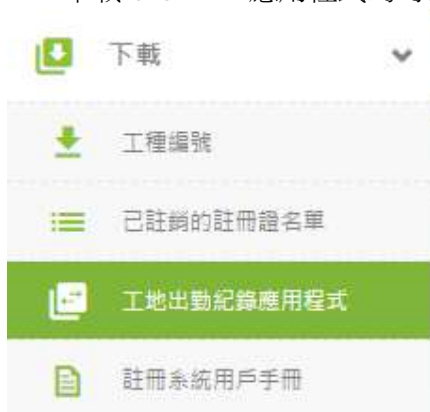 下載
工種編號
已註銷的註冊證名單
工地出勤紀錄應用程式
註冊系統用戶手冊